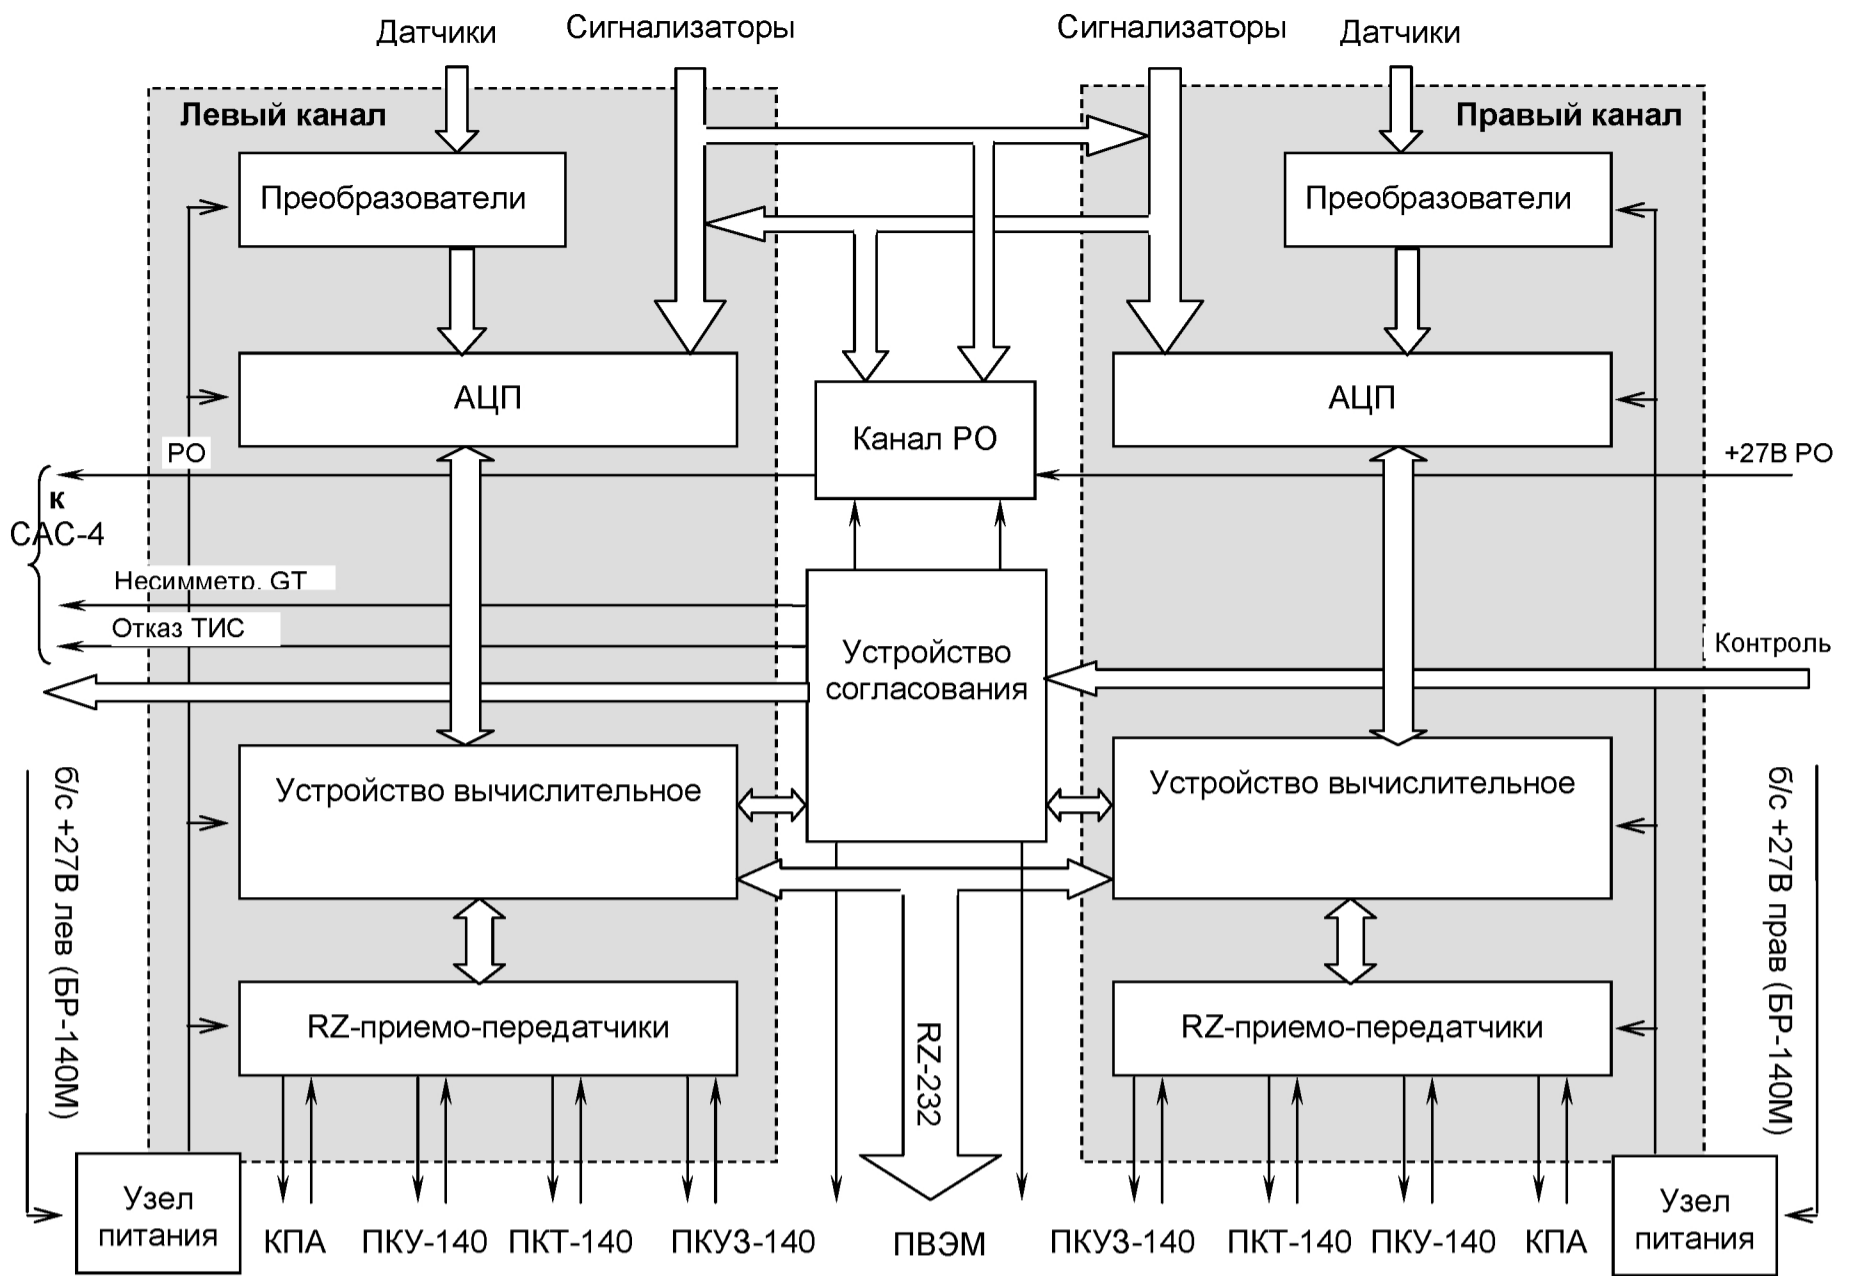 Датчики
Сигнализаторы
Сигнализаторы
Датчики
Левый канал
Правый канал
Преобразователи
Преобразователи
АЦП
АЦП
Канал РО
РО
+27В РО
к
САС-4
Несимметр. GT
Отказ ТИС
Устройство
согласования
Контроль
Устройство вычислительное
Устройство вычислительное
б/с +27В лев (БР-140М)
б/с +27В прав (БР-140М)
RZ-приемо-передатчики
RZ-приемо-передатчики
RZ-232
Узел
питания
Узел
питания
КПА
ПКУ-140
ПКТ-140
ПКУЗ-140
ПВЭМ
ПКУЗ-140
ПКТ-140
ПКУ-140
КПА